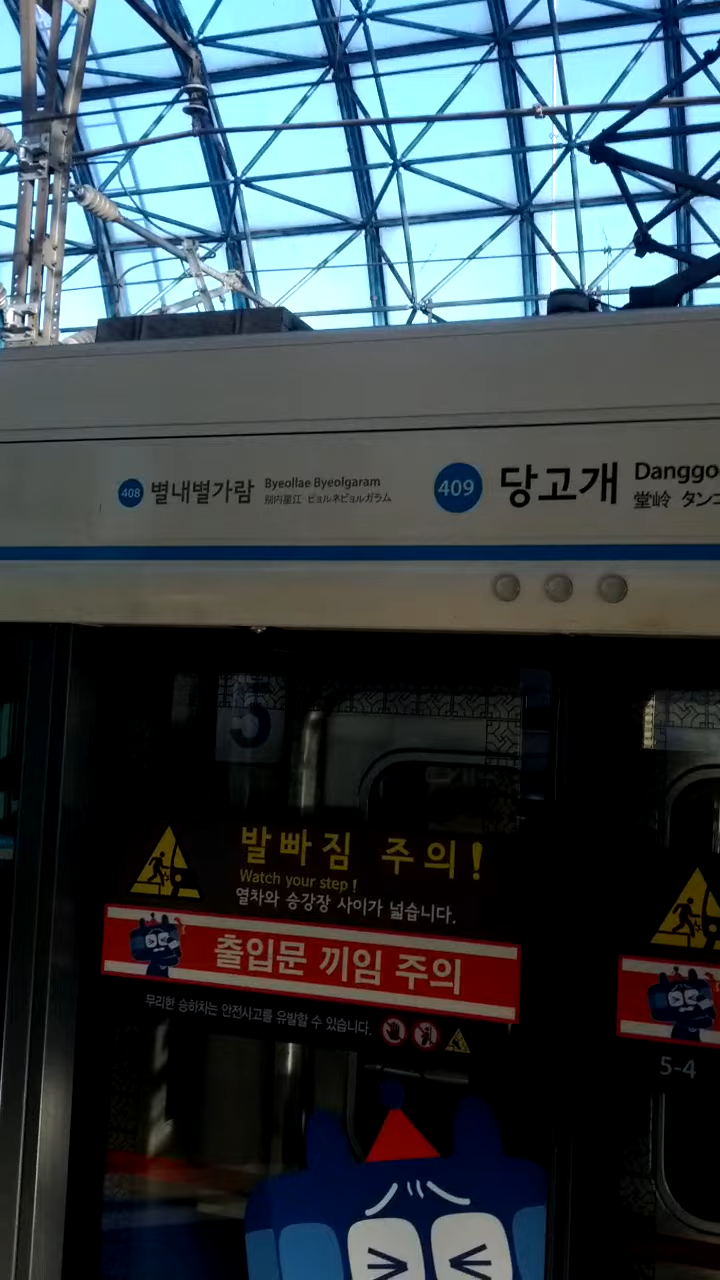 408 별내별가람 Byeollae Byeolgaram
別內星江 ビョルネビョルガラム
409 당고개 Danggo
堂岭 タンコ
5
발빠짐 주의!
Watch your step!
열차와 승강장 사이가 넓습니다.
출입문 끼임 주의
무리한 승하차는 안전사고를 유발할 수 있습니다.
5-4